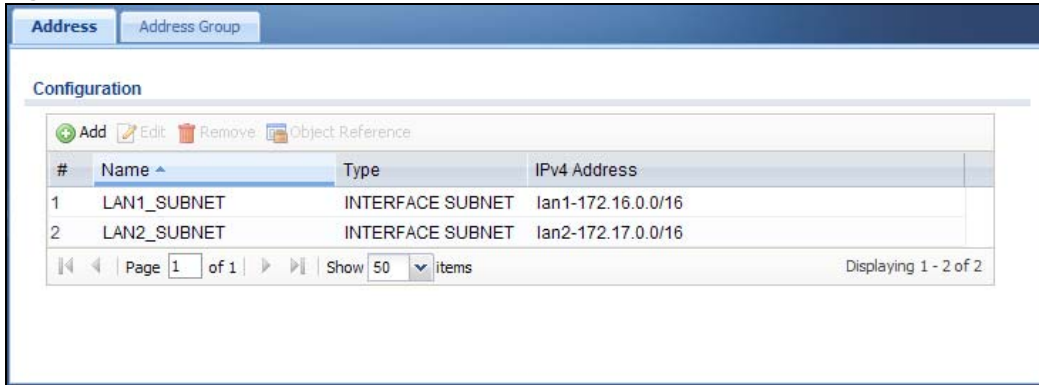 Address Address Group
Configuration
Add Edit Remove Object Reference
# Name Type IPv4 Address
1 LAN1_SUBNET INTERFACE SUBNET lan1-172.16.0.0/16
2 LAN2_SUBNET INTERFACE SUBNET lan2-172.17.0.0/16
Page 1 of 1 Show 50 items Displaying 1 - 2 of 2